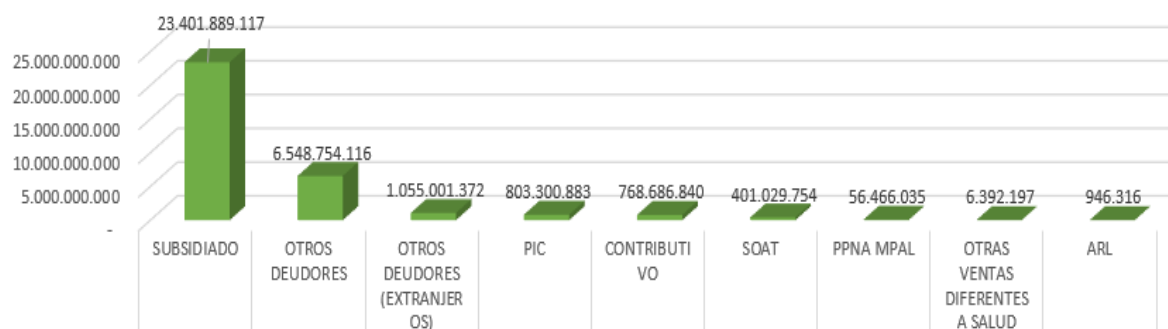 23.401.889.117
25.000.000.000
20.000.000.000
15.000.000.000
10.000.000.000
5.000.000.000
-
6.548.754.116
1.055.001.372
803.300.883
768.686.840
401.029.754
56.466.035
6.392.197
946.316
SUBSIDIADO
OTROS
DEUDORES
OTROS
DEUDORES
(EXTRANJER
OS)
PIC
CONTRIBUTI
VO
SOAT
PPNA MPAL
OTRAS
VENTAS
DIFERENTES
A SALUD
ARL